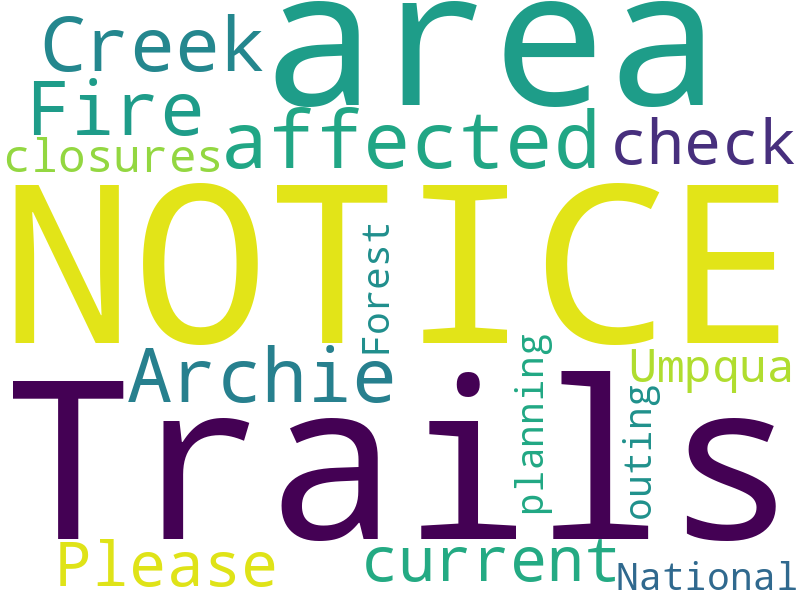 Creek area
Fire affected check
closures
NOTICE
Forest
Archie planning Umpqua
outing
Trails
Please current National